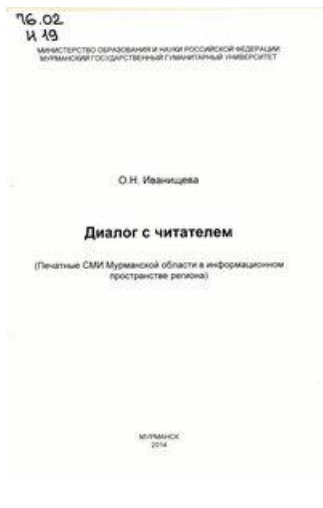 76.02
И 19
МИНИСТЕРСТВО ОБРАЗОВАНИЯ И НАУКИ РОССИЙСКОЙ ФЕДЕРАЦИИ
МУРМАНСКИЙ ГОСУДАРСТВЕННЫЙ ГУМАНИТАРНЫЙ УНИВЕРСИТЕТ
О.Н. Иванищева
Диалог с читателем
(Печатные СМИ Мурманской области в информационном
пространстве региона)
МУРМАНСК
2014